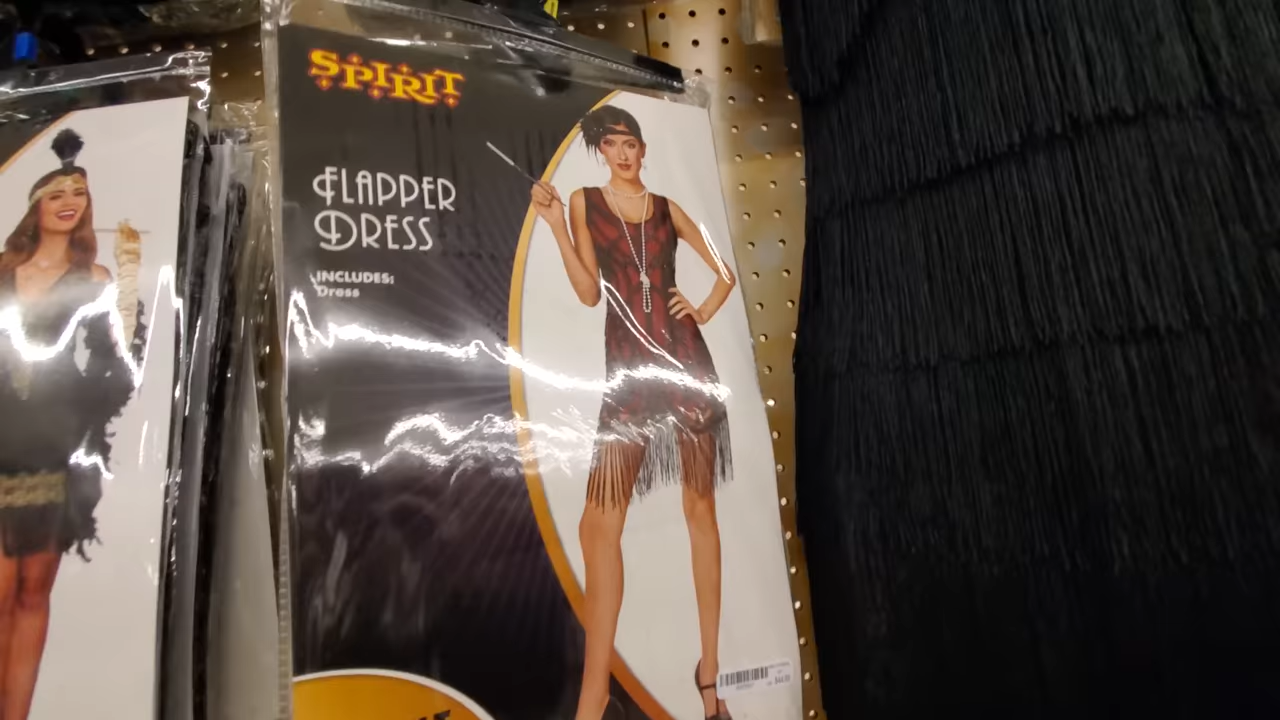 SPIRIT
FLAPPER
DRESS
INCLUDES:
Dress